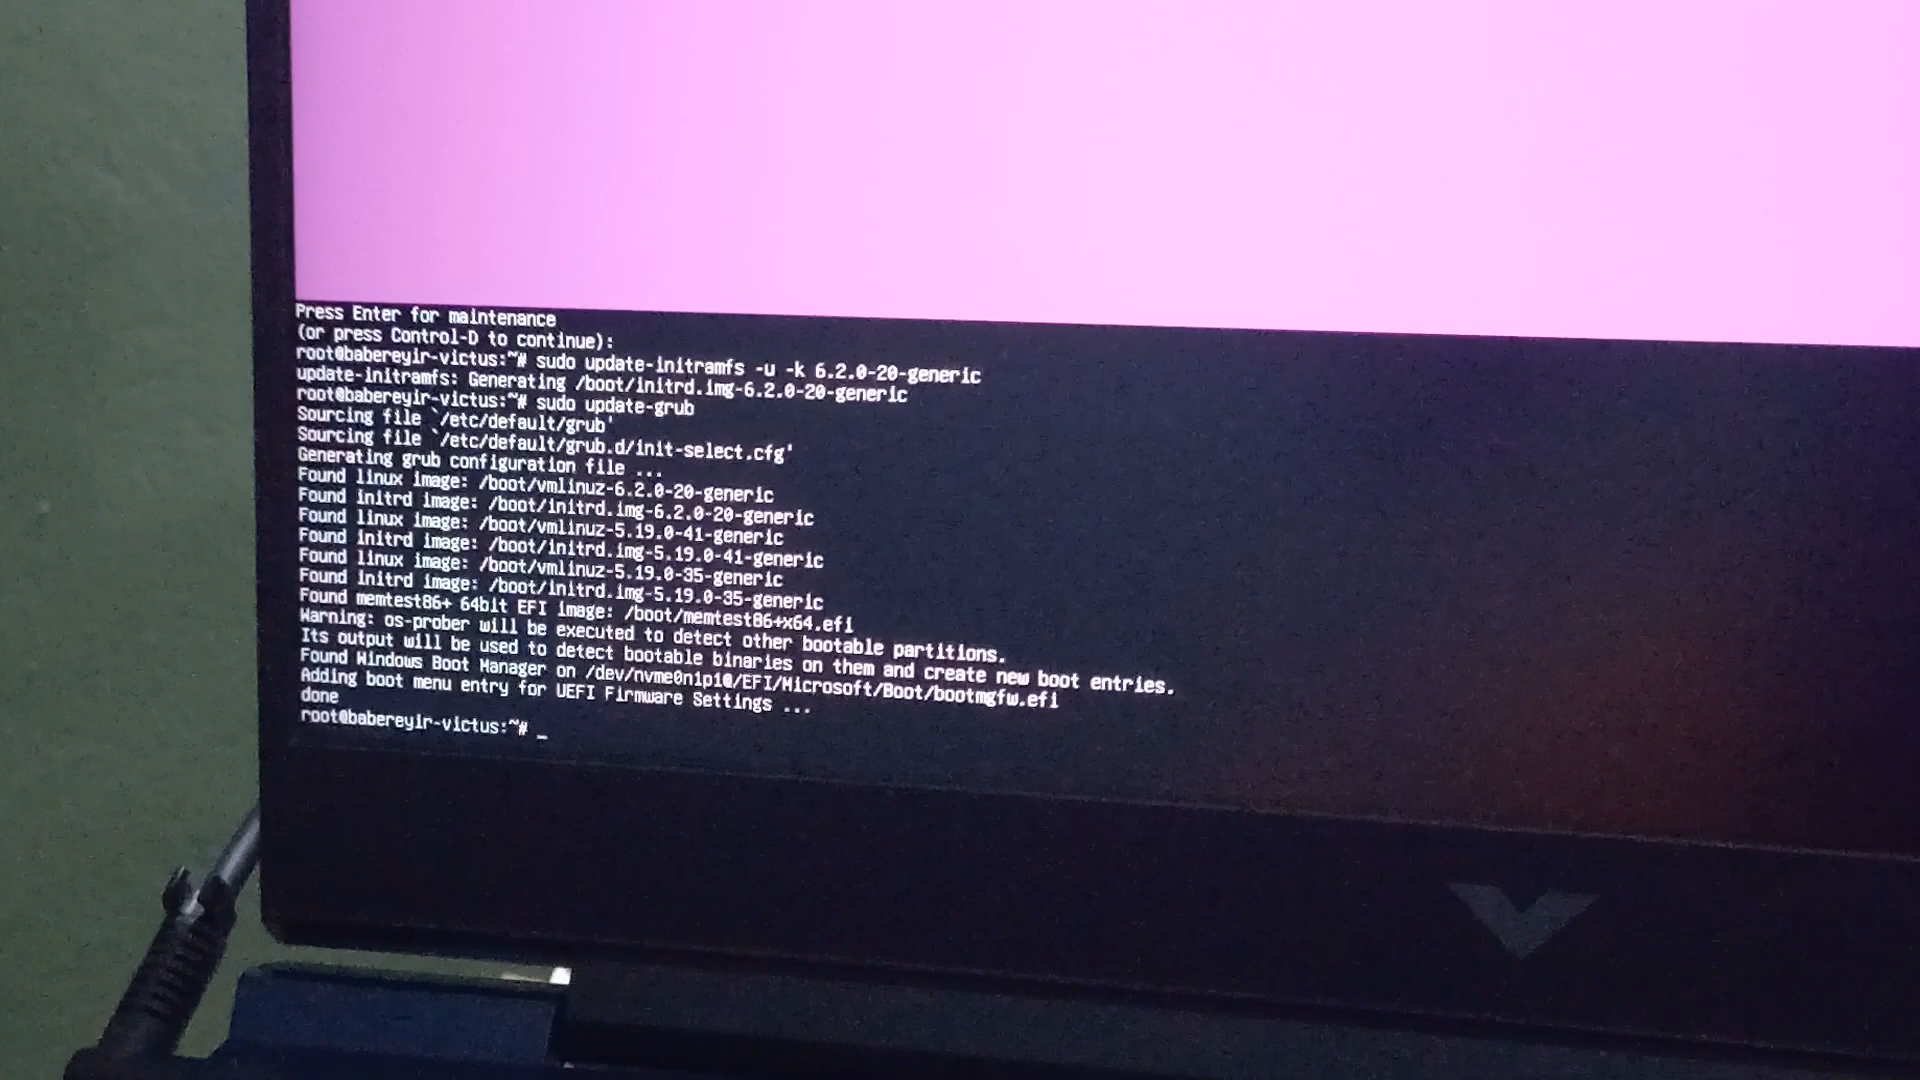 Press Enter for maintenance
(or press Control-D to continue):
root@babereyir-victus:~# sudo update-initramfs -u -k 6.2.0-20-generic
update-initramfs: Generating /boot/initrd.img-6.2.0-20-generic
root@babereyir-victus:~# sudo update-grub
Sourcing file `/etc/default/grub'
Sourcing file `/etc/default/grub.d/init-select.cfg'
Generating grub configuration file ...
Found linux image: /boot/vmlinuz-6.2.0-20-generic
Found initrd image: /boot/initrd.img-6.2.0-20-generic
Found linux image: /boot/vmlinuz-5.19.0-41-generic
Found initrd image: /boot/initrd.img-5.19.0-41-generic
Found linux image: /boot/vmlinuz-5.19.0-35-generic
Found initrd image: /boot/initrd.img-5.19.0-35-generic
Found memtest86+ 64bit EFI image: /boot/memtest86+x64.efi
Warning: os-prober will be executed to detect other bootable partitions.
Its output will be used to detect bootable binaries on them and create new boot entries.
Found Windows Boot Manager on /dev/nvme0n1p1@/EFI/Microsoft/Boot/bootmgfw.efi
Adding boot menu entry for UEFI Firmware Settings ...
done
root@babereyir-victus:~# _